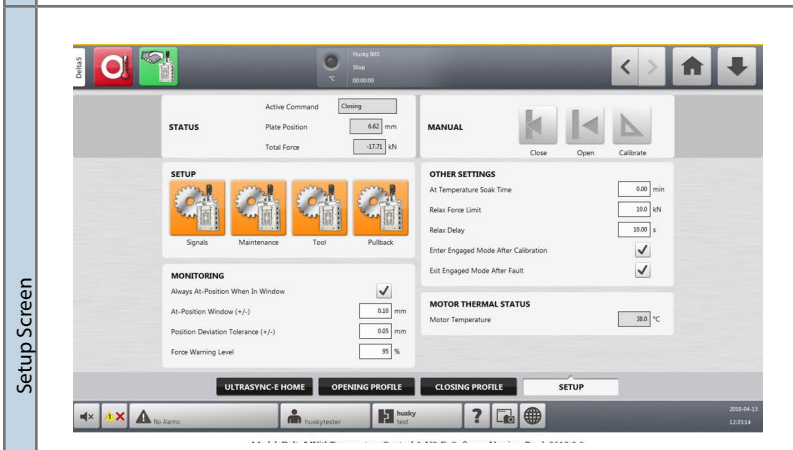 Setup Screen
Delta5
Husky IMS
Stop
°C 00:00:00
STATUS
Active Command Closing
Plate Position 6.62 mm
Total Force -17.71 kN
MANUAL
Close Open Calibrate
SETUP
Signals Maintenance Tool Pullback
OTHER SETTINGS
At Temperature Soak Time 0.00 min
Relax Force Limit 10.0 kN
Relax Delay 10.00 s
Enter Engaged Mode After Calibration
Exit Engaged Mode After Fault
MONITORING
Always At-Position When In Window
At-Position Window (+/-) 0.10 mm
Position Deviation Tolerance (+/-) 0.05 mm
Force Warning Level 95 %
MOTOR THERMAL STATUS
Motor Temperature 38.0 °C
ULTRASYNC-E HOME OPENING PROFILE CLOSING PROFILE SETUP
No Alarms huskytester husky
test
2018-04-13
12:33:14